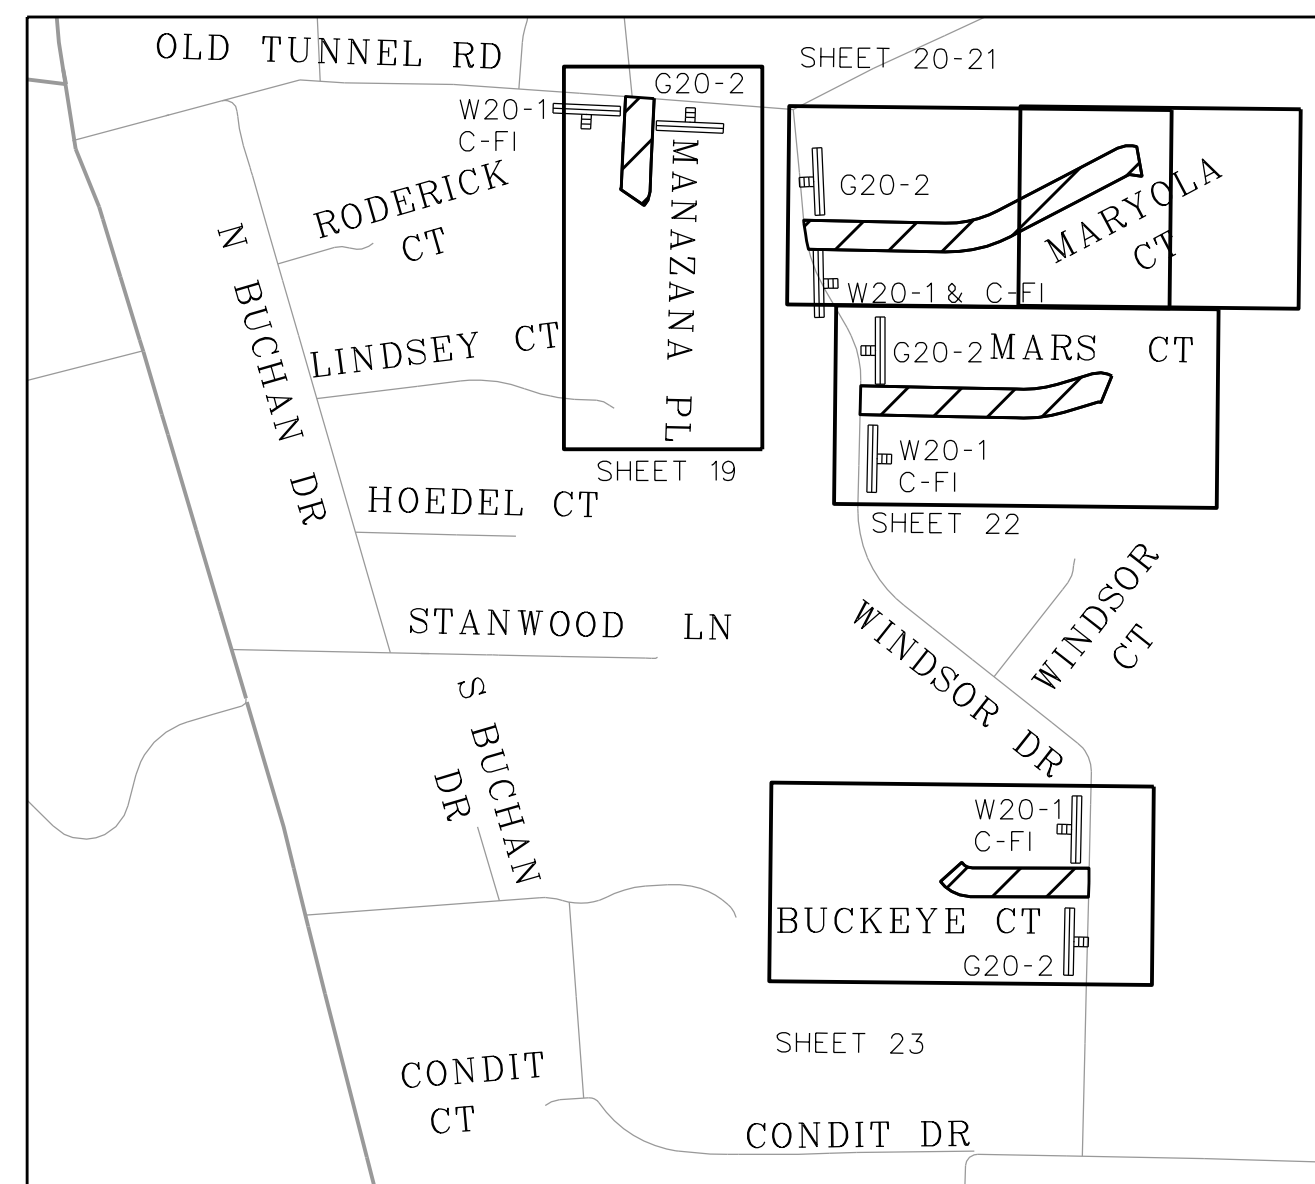 OLD TUNNEL RD
SHEET 20-21
G20-2
W20-1
C-FI
RODERICK
CT
MANAZANA PL
G20-2
MARYOLA
CT
W20-1 & C-FI
N BUCHAN DR
LINDSEY CT
G20-2
MARS CT
W20-1
C-FI
SHEET 19
HOEDEL CT
SHEET 22
STANWOOD LN
WINDSOR DR
WINDSOR
CT
S BUCHAN
DR
W20-1
C-FI
BUCKEYE CT
G20-2
SHEET 23
CONDIT
CT
CONDIT DR